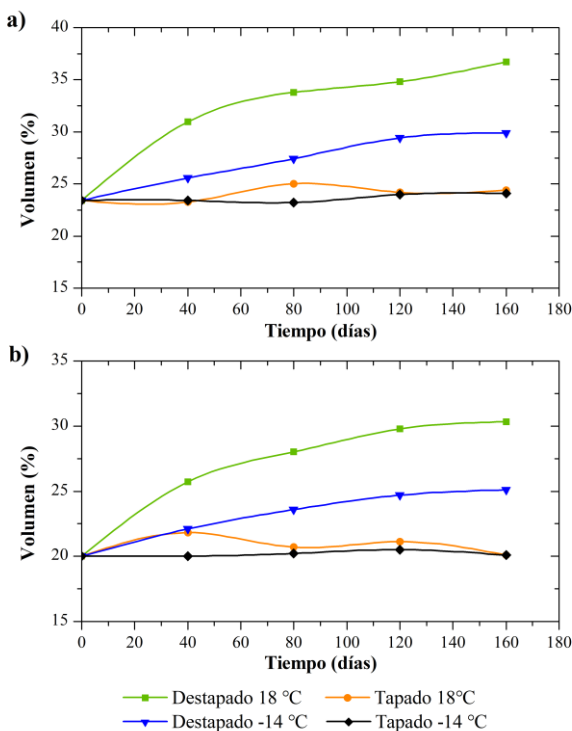 a)
40
35
30
25
20
15
Volumen (%)
0 20 40 60 80 100 120 140 160 180
Tiempo (días)
b)
35
30
25
20
15
Volumen (%)
0 20 40 60 80 100 120 140 160 180
Tiempo (días)
Destapado 18 °C Tapado 18°C
Destapado -14 °C Tapado -14 °C